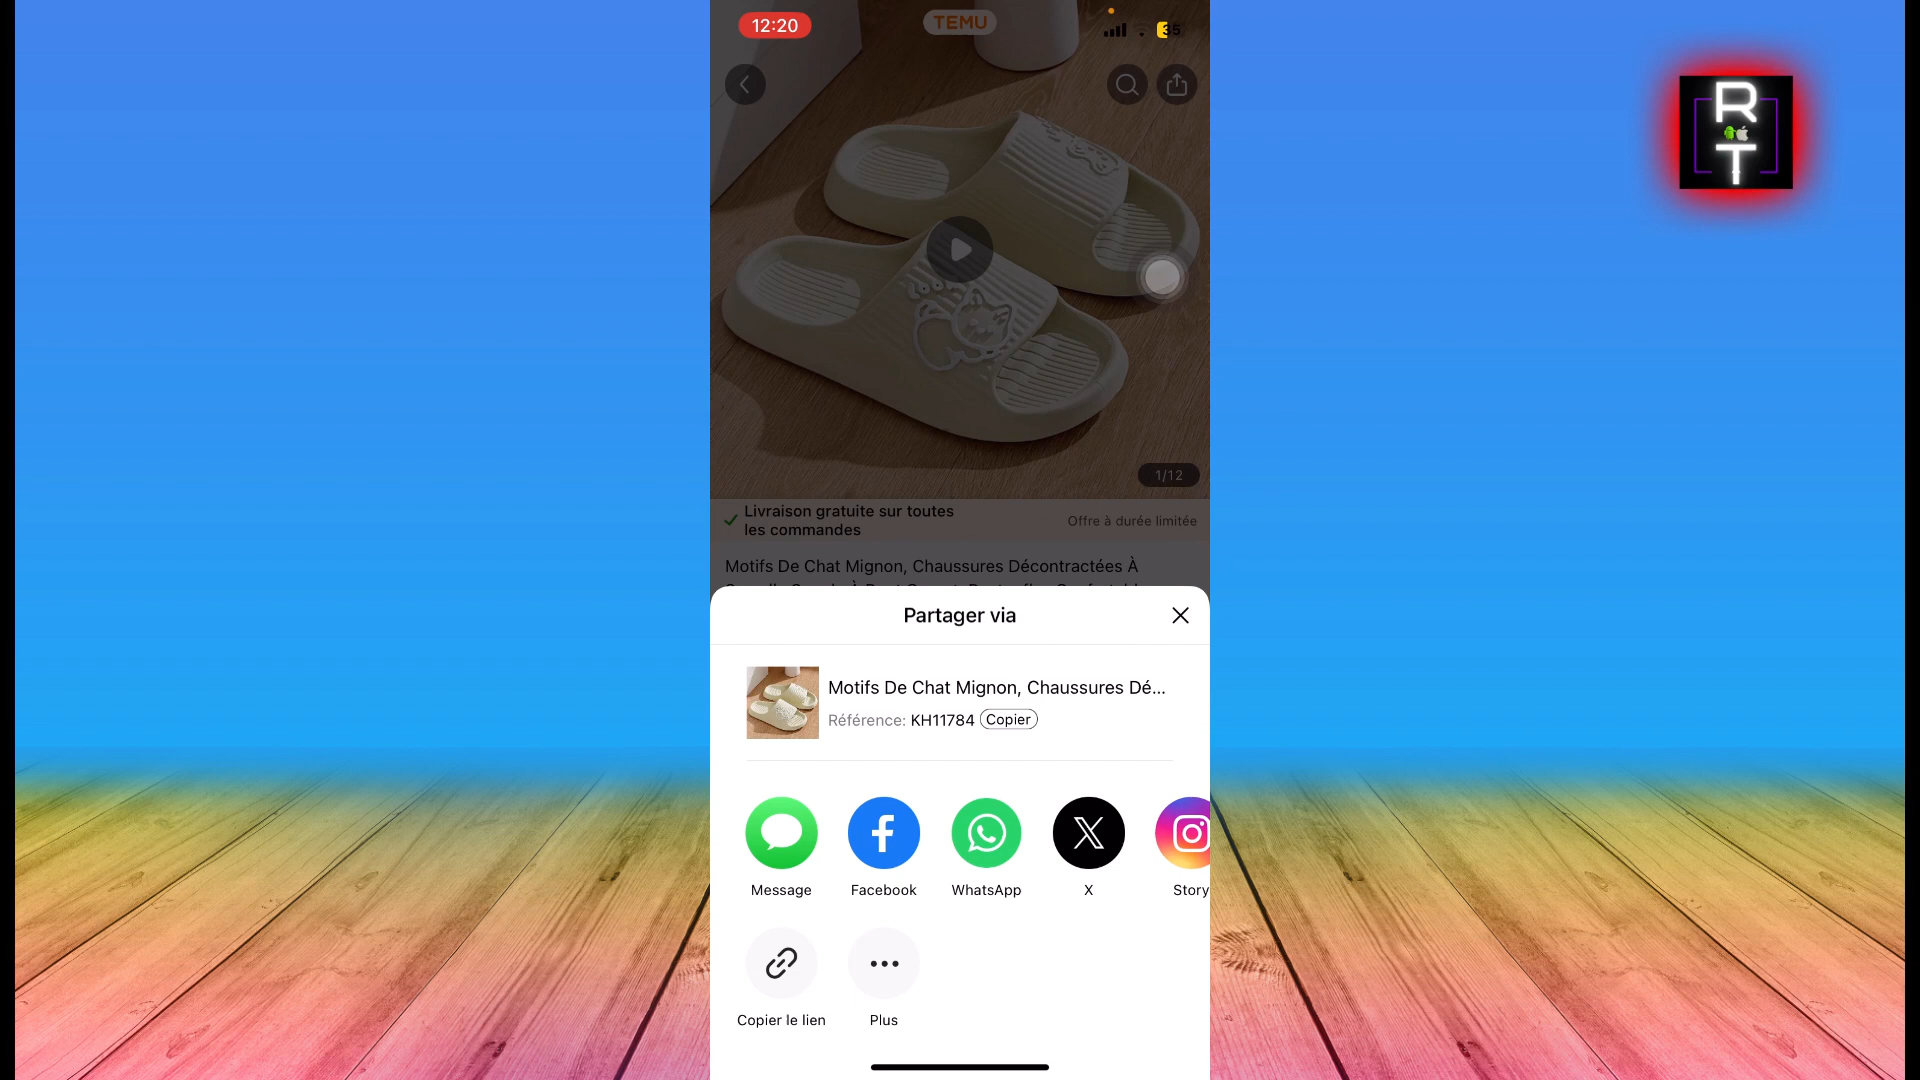 12:20
TEMU
35
R
T
1/12
Livraison gratuite sur toutes
les commandes
Offre à durée limitée
Motifs De Chat Mignon, Chaussures Décontractées À
Partager via
Motifs De Chat Mignon, Chaussures Dé...
Référence: KH11784 Copier
Message
Facebook
WhatsApp
X
Story
Copier le lien
Plus